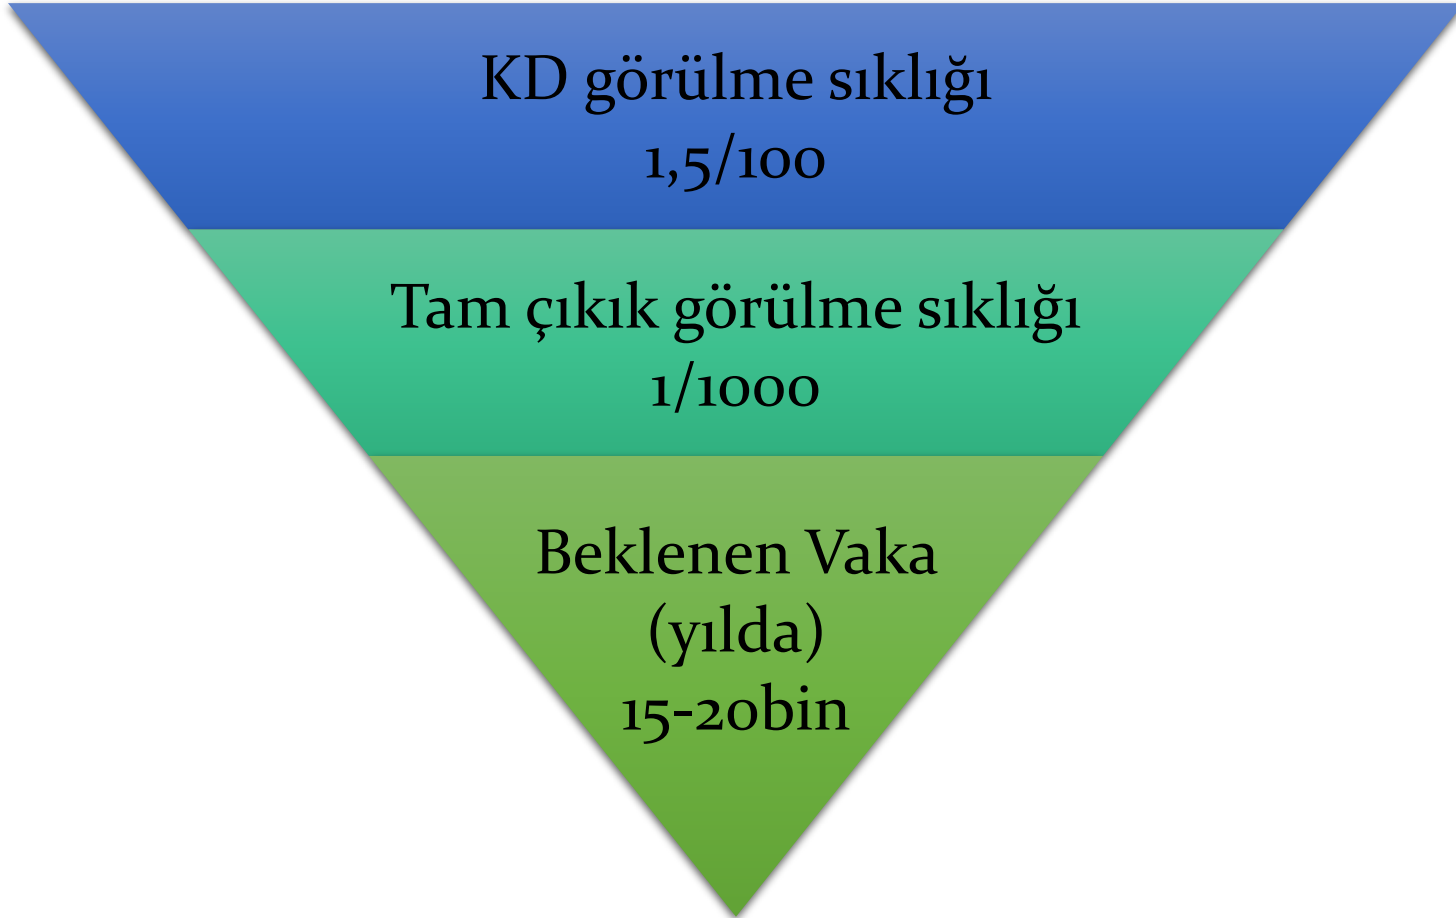 KD görülme sıklığı
1,5/100
Tam çıkık görülme sıklığı
1/1000
Beklenen Vaka
(yılda)
15-20bin